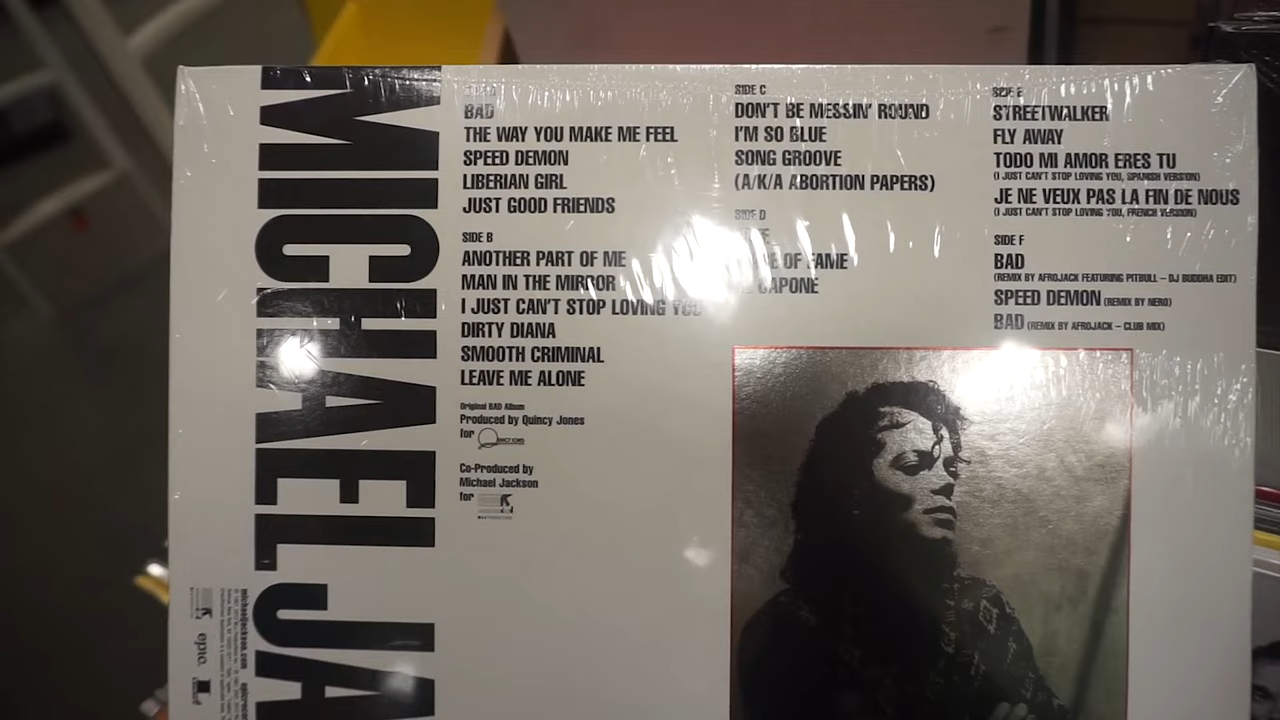 MICHAEL JA
BAD
THE WAY YOU MAKE ME FEEL
SPEED DEMON
LIBERIAN GIRL
JUST GOOD FRIENDS
SIDE B
ANOTHER PART OF ME
MAN IN THE MIRROR
I JUST CAN'T STOP LOVING YOU
DIRTY DIANA
SMOOTH CRIMINAL
LEAVE ME ALONE
Original BAD Album
Produced by Quincy Jones
for
Co-Produced by
Michael Jackson
for
SIDE C
DON'T BE MESSIN' ROUND
I'M SO BLUE
SONG GROOVE
(A/K/A ABORTION PAPERS)
SIDE D
OF FAME
CAPONE
SIDE E
STREETWALKER
FLY AWAY
TODO MI AMOR ERES TU
(I JUST CAN'T STOP LOVING YOU, SPANISH VERSION)
JE NE VEUX PAS LA FIN DE NOUS
(I JUST CAN'T STOP LOVING YOU, FRENCH VERSION)
SIDE F
BAD
(REMIX BY AFROJACK FEATURING PITBULL – DJ BUDDHA EDIT)
SPEED DEMON (REMIX BY NERO)
BAD (REMIX BY AFROJACK – CLUB MIX)
michaeljackson.com
epic